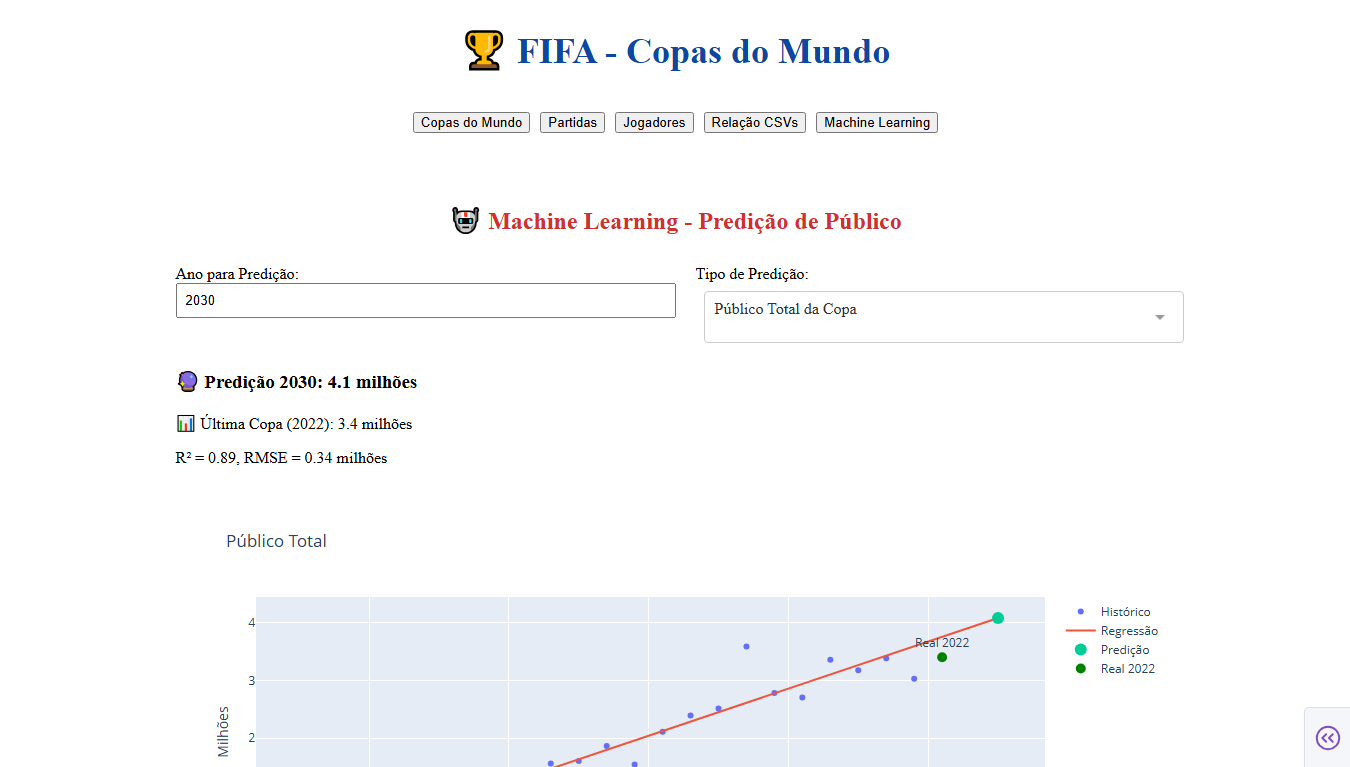 🏆 FIFA - Copas do Mundo
Copas do Mundo Partidas Jogadores Relação CSVs Machine Learning
🤖 Machine Learning - Predição de Público
Ano para Predição:
2030
Tipo de Predição:
Público Total da Copa
🔮 Predição 2030: 4.1 milhões
📊 Última Copa (2022): 3.4 milhões
R² = 0.89, RMSE = 0.34 milhões
Público Total
4
3
2
Milhões
Real 2022
Histórico
Regressão
Predição
Real 2022